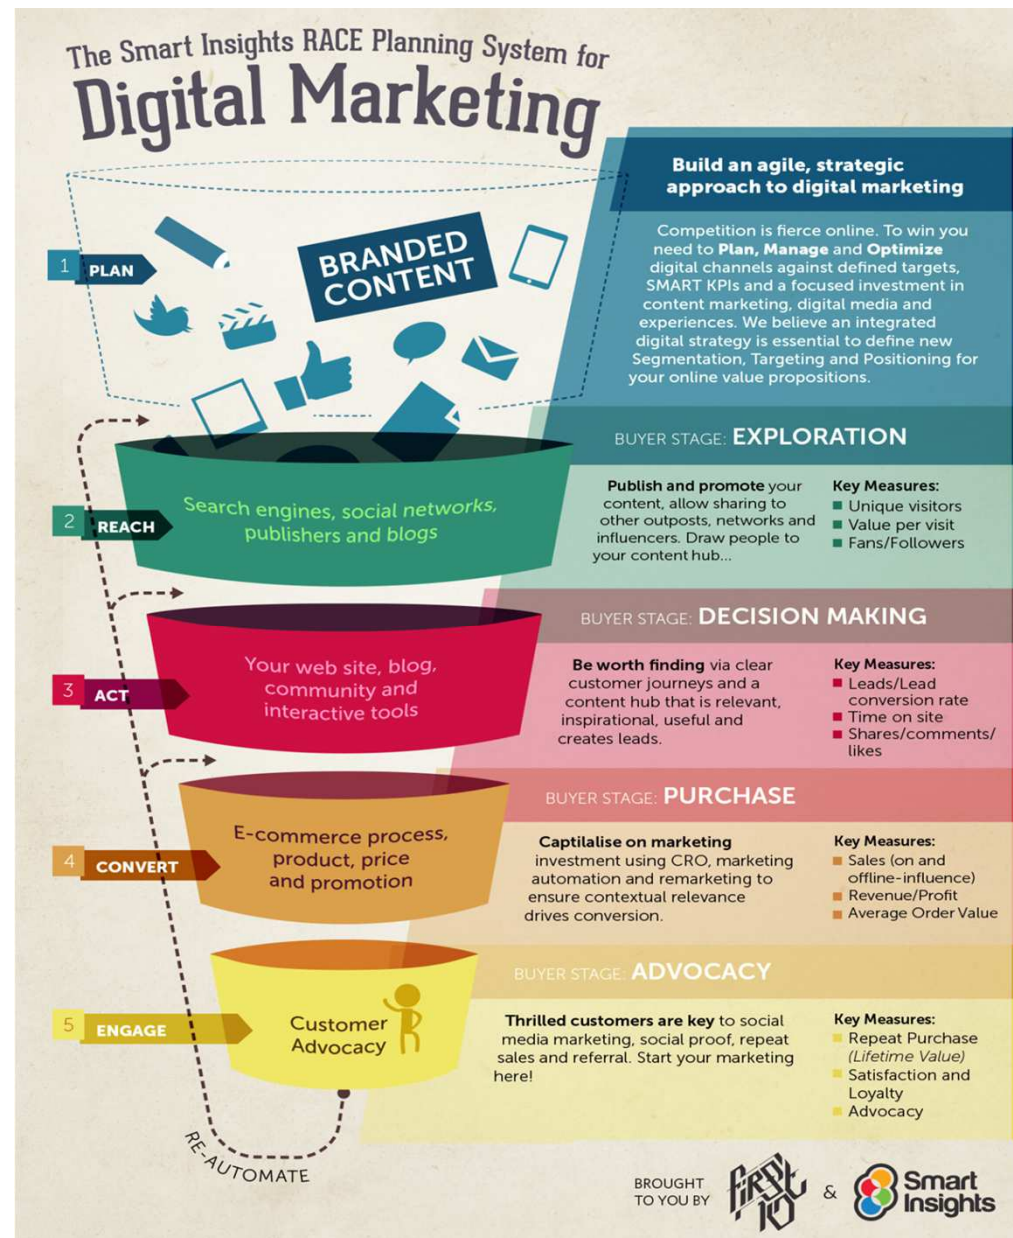 The Smart Insights RACE Planning System for
Digital Marketing
Build an agile, strategic
approach to digital marketing
Competition is fierce online. To win you
need to Plan, Manage and Optimize
digital channels against defined targets,
SMART KPIs and a focused investment in
content marketing, digital media and
experiences. We believe an integrated
digital strategy is essential to define new
Segmentation, Targeting and Positioning for
your online value propositions.
1 PLAN
BRANDED
CONTENT
BUYER STAGE: EXPLORATION
2 REACH
Search engines, social networks,
publishers and blogs
Publish and promote your
content, allow sharing to
other outposts, networks and
influencers. Draw people to
your content hub...
Key Measures:
Unique visitors
Value per visit
Fans/Followers
BUYER STAGE: DECISION MAKING
3 ACT
Your web site, blog,
community and
interactive tools
Be worth finding via clear
customer journeys and a
content hub that is relevant,
inspirational, useful and
creates leads.
Key Measures:
Leads/Lead
conversion rate
Time on site
Shares/comments/
likes
BUYER STAGE: PURCHASE
4 CONVERT
E-commerce process,
product, price
and promotion
Captilalise on marketing
investment using CRO, marketing
automation and remarketing to
ensure contextual relevance
drives conversion.
Key Measures:
Sales (on and
offline-influence)
Revenue/Profit
Average Order Value
BUYER STAGE: ADVOCACY
5 ENGAGE
Customer
Advocacy
Thrilled customers are key to social
media marketing, social proof, repeat
sales and referral. Start your marketing
here!
Key Measures:
Repeat Purchase
(Lifetime Value)
Satisfaction and
Loyalty
Advocacy
RE-AUTOMATE
BROUGHT
TO YOU BY
first
10
&
Smart
Insights